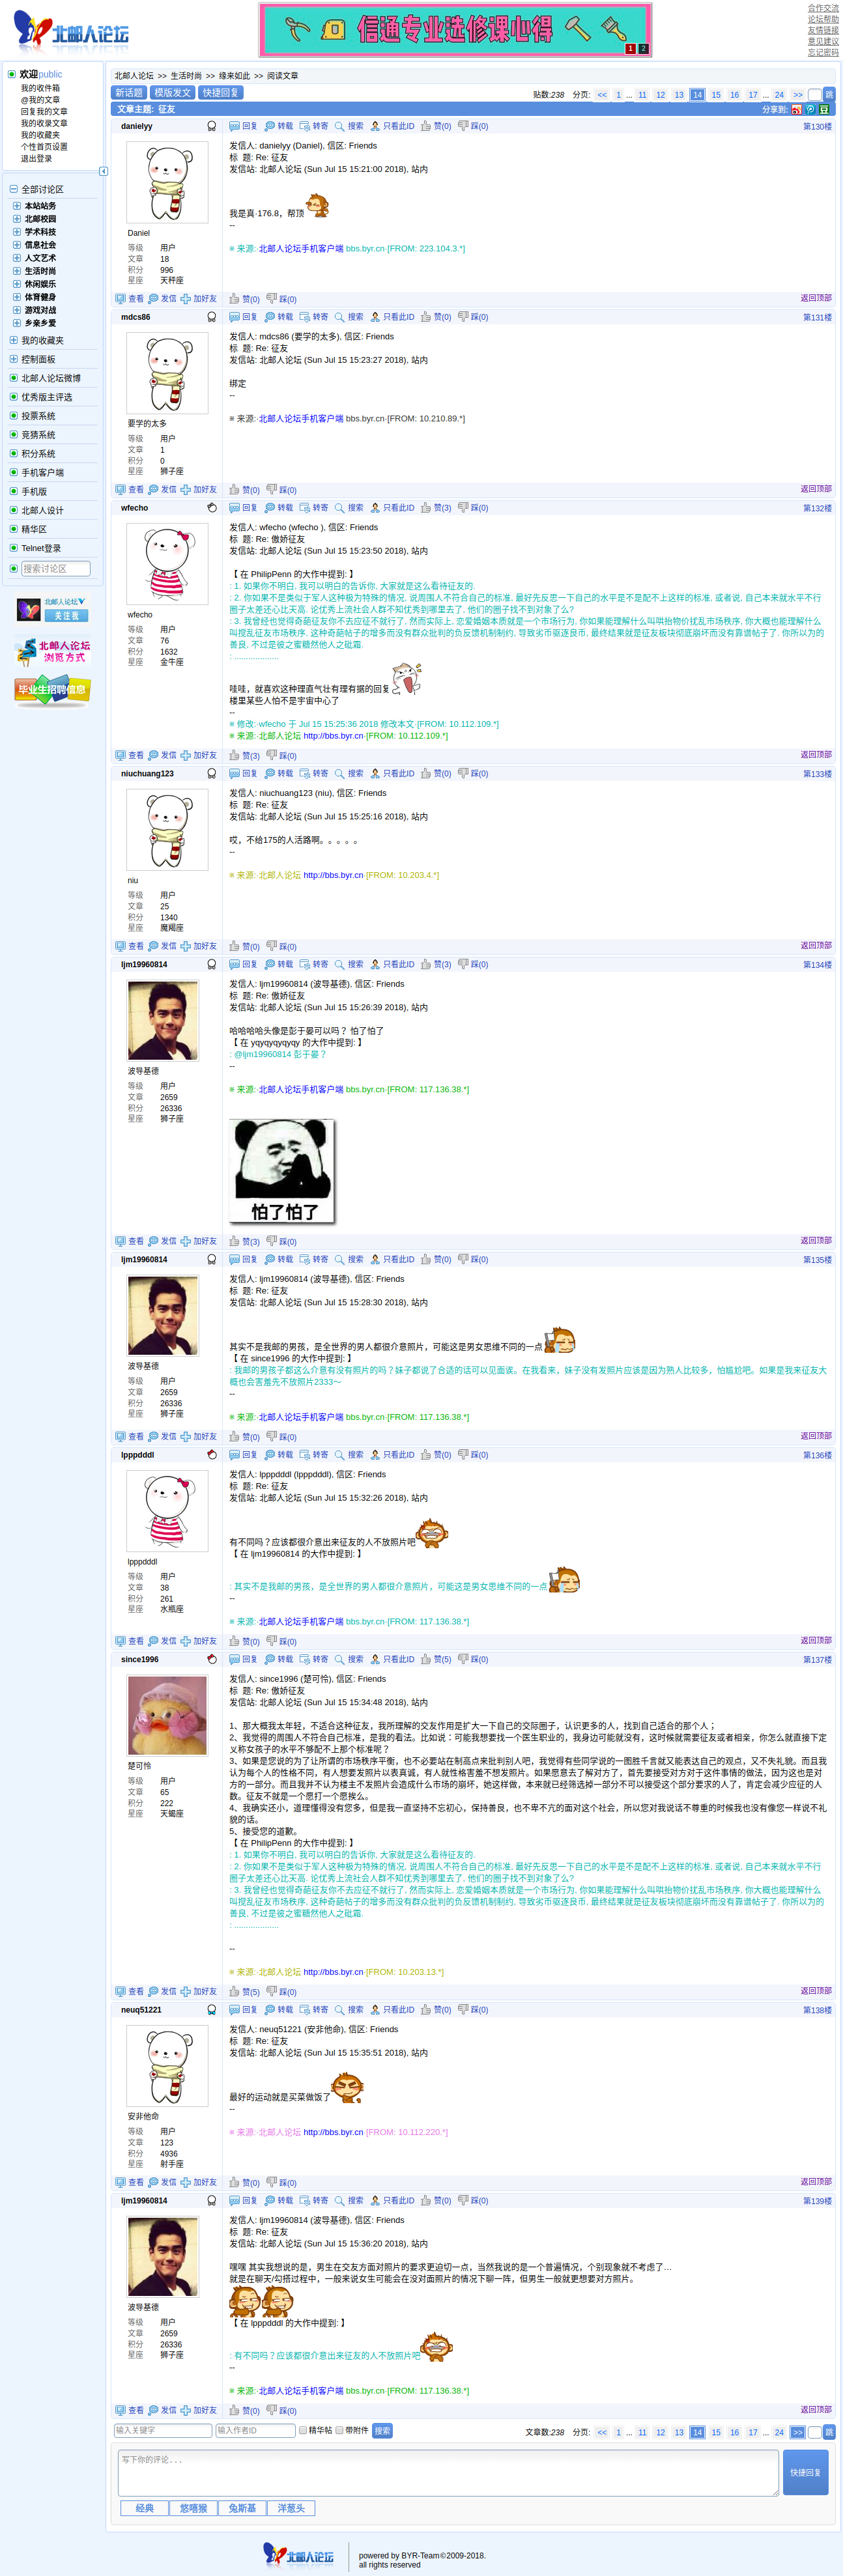 北邮人论坛
信通专业选修课心得
1 2
合作交流
论坛帮助
友情链接
意见建议
忘记密码
欢迎public
我的收件箱
@我的文章
回复我的文章
我的收录文章
我的收藏夹
个性首页设置
退出登录
全部讨论区
本站站务
北邮校园
学术科技
信息社会
人文艺术
生活时尚
休闲娱乐
体育健身
游戏对战
乡亲乡爱
我的收藏夹
控制面板
北邮人论坛微博
优秀版主评选
投票系统
竞猜系统
积分系统
手机客户端
手机版
北邮人设计
精华区
Telnet登录
搜索讨论区
北邮人论坛
关注我
北邮人论坛
浏览方式
毕业生招聘信息
北邮人论坛 >> 生活时尚 >> 缘来如此 >> 阅读文章
新话题 模版发文 快捷回复
贴数:238 分页: << 1 ... 11 12 13 14 15 16 17 ... 24 >> 跳
文章主题: 征友 分享到:
danielyy 回复 转载 转寄 搜索 只看此ID 赞(0) 踩(0) 第130楼
Daniel
等级 用户
文章 18
积分 996
星座 天秤座
发信人: danielyy (Daniel), 信区: Friends
标 题: Re: 征友
发信站: 北邮人论坛 (Sun Jul 15 15:21:00 2018), 站内
我是真·176.8，帮顶
--
※ 来源:·北邮人论坛手机客户端 bbs.byr.cn·[FROM: 223.104.3.*]
查看 发信 加好友 赞(0) 踩(0) 返回顶部
mdcs86 回复 转载 转寄 搜索 只看此ID 赞(0) 踩(0) 第131楼
要学的太多
等级 用户
文章 1
积分 0
星座 狮子座
发信人: mdcs86 (要学的太多), 信区: Friends
标 题: Re: 征友
发信站: 北邮人论坛 (Sun Jul 15 15:23:27 2018), 站内
绑定
--
※ 来源:·北邮人论坛手机客户端 bbs.byr.cn·[FROM: 10.210.89.*]
查看 发信 加好友 赞(0) 踩(0) 返回顶部
wfecho 回复 转载 转寄 搜索 只看此ID 赞(3) 踩(0) 第132楼
wfecho
等级 用户
文章 76
积分 1632
星座 金牛座
发信人: wfecho (wfecho ), 信区: Friends
标 题: Re: 傲娇征友
发信站: 北邮人论坛 (Sun Jul 15 15:23:50 2018), 站内
【 在 PhilipPenn 的大作中提到: 】
: 1. 如果你不明白, 我可以明白的告诉你, 大家就是这么看待征友的.
: 2. 你如果不是类似于军人这种极为特殊的情况, 说周围人不符合自己的标准, 最好先反思一下自己的水平是不是配不上这样的标准, 或者说, 自己本来就水平不行圈子太差还心比天高. 论优秀上流社会人群不知优秀到哪里去了, 他们的圈子找不到对象了么?
: 3. 我曾经也觉得奇葩征友你不去应征不就行了, 然而实际上, 恋爱婚姻本质就是一个市场行为, 你如果能理解什么叫哄抬物价扰乱市场秩序, 你大概也能理解什么叫搅乱征友市场秩序, 这种奇葩帖子的增多而没有群众批判的负反馈机制制约, 导致劣币驱逐良币, 最终结果就是征友板块彻底崩坏而没有靠谱帖子了. 你所以为的善良, 不过是彼之蜜糖然他人之砒霜.
: ...................
哇哇，就喜欢这种理直气壮有理有据的回复
楼里某些人怕不是宇宙中心了
--
※ 修改:·wfecho 于 Jul 15 15:25:36 2018 修改本文·[FROM: 10.112.109.*]
※ 来源:·北邮人论坛 http://bbs.byr.cn·[FROM: 10.112.109.*]
查看 发信 加好友 赞(3) 踩(0) 返回顶部
niuchuang123 回复 转载 转寄 搜索 只看此ID 赞(0) 踩(0) 第133楼
niu
等级 用户
文章 25
积分 1340
星座 魔羯座
发信人: niuchuang123 (niu), 信区: Friends
标 题: Re: 征友
发信站: 北邮人论坛 (Sun Jul 15 15:25:16 2018), 站内
哎，不给175的人活路啊。。。。。
--
※ 来源:·北邮人论坛 http://bbs.byr.cn·[FROM: 10.203.4.*]
查看 发信 加好友 赞(0) 踩(0) 返回顶部
ljm19960814 回复 转载 转寄 搜索 只看此ID 赞(3) 踩(0) 第134楼
波导基德
等级 用户
文章 2659
积分 26336
星座 狮子座
发信人: ljm19960814 (波导基德), 信区: Friends
标 题: Re: 傲娇征友
发信站: 北邮人论坛 (Sun Jul 15 15:26:39 2018), 站内
哈哈哈哈头像是彭于晏可以吗？ 怕了怕了
【 在 yqyqyqyqyqy 的大作中提到: 】
: @ljm19960814 彭于晏？
--
※ 来源:·北邮人论坛手机客户端 bbs.byr.cn·[FROM: 117.136.38.*]
怕了怕了
查看 发信 加好友 赞(3) 踩(0) 返回顶部
ljm19960814 回复 转载 转寄 搜索 只看此ID 赞(0) 踩(0) 第135楼
波导基德
等级 用户
文章 2659
积分 26336
星座 狮子座
发信人: ljm19960814 (波导基德), 信区: Friends
标 题: Re: 征友
发信站: 北邮人论坛 (Sun Jul 15 15:28:30 2018), 站内
其实不是我邮的男孩，是全世界的男人都很介意照片，可能这是男女思维不同的一点
【 在 since1996 的大作中提到: 】
: 我邮的男孩子都这么介意有没有照片的吗？妹子都说了合适的话可以见面诶。在我看来，妹子没有发照片应该是因为熟人比较多，怕尴尬吧。如果是我来征友大概也会害羞先不放照片2333～
--
※ 来源:·北邮人论坛手机客户端 bbs.byr.cn·[FROM: 117.136.38.*]
查看 发信 加好友 赞(0) 踩(0) 返回顶部
lppppdddl 回复 转载 转寄 搜索 只看此ID 赞(0) 踩(0) 第136楼
lppppdddl
等级 用户
文章 38
积分 261
星座 水瓶座
发信人: lppppdddl (lppppdddl), 信区: Friends
标 题: Re: 征友
发信站: 北邮人论坛 (Sun Jul 15 15:32:26 2018), 站内
有不同吗？应该都很介意出来征友的人不放照片吧
【 在 ljm19960814 的大作中提到: 】
: 其实不是我邮的男孩，是全世界的男人都很介意照片，可能这是男女思维不同的一点
--
※ 来源:·北邮人论坛手机客户端 bbs.byr.cn·[FROM: 117.136.38.*]
查看 发信 加好友 赞(0) 踩(0) 返回顶部
since1996 回复 转载 转寄 搜索 只看此ID 赞(5) 踩(0) 第137楼
楚可怜
等级 用户
文章 65
积分 222
星座 天蝎座
发信人: since1996 (楚可怜), 信区: Friends
标 题: Re: 傲娇征友
发信站: 北邮人论坛 (Sun Jul 15 15:34:48 2018), 站内
1、那大概我太年轻，不适合这种征友，我所理解的交友作用是扩大一下自己的交际圈子，认识更多的人，找到自己适合的那个人；
2、我觉得的周围人不符合自己标准，是我的看法。比如说：可能我想要找一个医生职业的，我身边可能就没有，这时候就需要征友或者相亲，你怎么就直接下定义称女孩子的水平不够配不上那个标准呢？
3、如果是您说的为了让所谓的市场秩序平衡，也不必要站在制高点来批判别人吧，我觉得有些同学说的一图胜千言就又能表达自己的观点，又不失礼貌。而且我认为每个人的性格不同，有人想要发照片以表真诚，有人就性格害羞不想发照片。如果愿意去了解对方了，首先要接受对方对于这件事情的做法，因为这也是对方的一部分。而且我并不认为楼主不发照片会造成什么市场的崩坏，她这样做，本来就已经筛选掉一部分不可以接受这个部分要求的人了，肯定会减少应征的人数。征友不就是一个愿打一个愿挨么。
4、我确实还小，道理懂得没有您多，但是我一直坚持不忘初心，保持善良，也不卑不亢的面对这个社会，所以您对我说话不尊重的时候我也没有像您一样说不礼貌的话。
5、接受您的道歉。
【 在 PhilipPenn 的大作中提到: 】
: 1. 如果你不明白, 我可以明白的告诉你, 大家就是这么看待征友的.
: 2. 你如果不是类似于军人这种极为特殊的情况, 说周围人不符合自己的标准, 最好先反思一下自己的水平是不是配不上这样的标准, 或者说, 自己本来就水平不行圈子太差还心比天高. 论优秀上流社会人群不知优秀到哪里去了, 他们的圈子找不到对象了么?
: 3. 我曾经也觉得奇葩征友你不去应征不就行了, 然而实际上, 恋爱婚姻本质就是一个市场行为, 你如果能理解什么叫哄抬物价扰乱市场秩序, 你大概也能理解什么叫搅乱征友市场秩序, 这种奇葩帖子的增多而没有群众批判的负反馈机制制约, 导致劣币驱逐良币, 最终结果就是征友板块彻底崩坏而没有靠谱帖子了. 你所以为的善良, 不过是彼之蜜糖然他人之砒霜.
: ...................
--
※ 来源:·北邮人论坛 http://bbs.byr.cn·[FROM: 10.203.13.*]
查看 发信 加好友 赞(5) 踩(0) 返回顶部
neuq51221 回复 转载 转寄 搜索 只看此ID 赞(0) 踩(0) 第138楼
安非他命
等级 用户
文章 123
积分 4936
星座 射手座
发信人: neuq51221 (安非他命), 信区: Friends
标 题: Re: 征友
发信站: 北邮人论坛 (Sun Jul 15 15:35:51 2018), 站内
最好的运动就是买菜做饭了
--
※ 来源:·北邮人论坛 http://bbs.byr.cn·[FROM: 10.112.220.*]
查看 发信 加好友 赞(0) 踩(0) 返回顶部
ljm19960814 回复 转载 转寄 搜索 只看此ID 赞(0) 踩(0) 第139楼
波导基德
等级 用户
文章 2659
积分 26336
星座 狮子座
发信人: ljm19960814 (波导基德), 信区: Friends
标 题: Re: 征友
发信站: 北邮人论坛 (Sun Jul 15 15:36:20 2018), 站内
嘿嘿 其实我想说的是，男生在交友方面对照片的要求更迫切一点，当然我说的是一个普遍情况，个别现象就不考虑了…
就是在聊天/勾搭过程中，一般来说女生可能会在没对面照片的情况下聊一阵，但男生一般就更想要对方照片。
【 在 lppppdddl 的大作中提到: 】
: 有不同吗？应该都很介意出来征友的人不放照片吧
--
※ 来源:·北邮人论坛手机客户端 bbs.byr.cn·[FROM: 117.136.38.*]
查看 发信 加好友 赞(0) 踩(0) 返回顶部
输入关键字 输入作者ID 精华帖 带附件 搜索
文章数:238 分页: << 1 ... 11 12 13 14 15 16 17 ... 24 >> 跳
写下你的评论...
快捷回复
经典 悠嘻猴 兔斯基 洋葱头
北邮人论坛
powered by BYR-Team©2009-2018.
all rights reserved